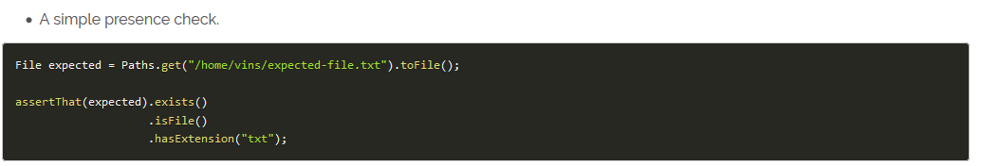 • A simple presence check.
File expected = Paths.get("/home/vins/expected-file.txt").toFile();
assertThat(expected).exists()
.isFile()
.hasExtension("txt");